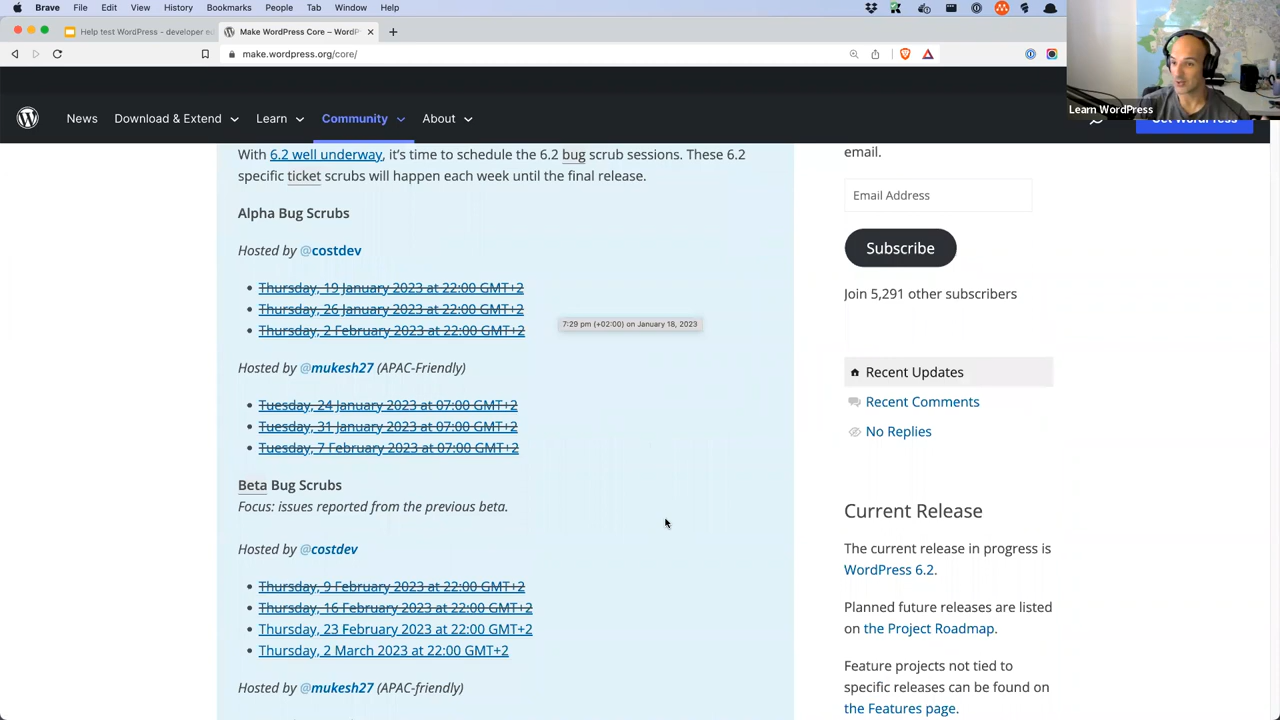 Brave File Edit View History Bookmarks People Tab Window Help
Help test WordPress - developer
Make WordPress Core – WordP
make.wordpress.org/core/
Learn WordPress
News Download & Extend Learn Community About
Get WordPress
With 6.2 well underway, it's time to schedule the 6.2 bug scrub sessions. These 6.2
specific ticket scrubs will happen each week until the final release.
Alpha Bug Scrubs
Hosted by @costdev
Thursday, 19 January 2023 at 22:00 GMT+2
Thursday, 26 January 2023 at 22:00 GMT+2
Thursday, 2 February 2023 at 22:00 GMT+2
7:29 pm (+02:00) on January 18, 2023
Hosted by @mukesh27 (APAC-Friendly)
Tuesday, 24 January 2023 at 07:00 GMT+2
Tuesday, 31 January 2023 at 07:00 GMT+2
Tuesday, 7 February 2023 at 07:00 GMT+2
Beta Bug Scrubs
Focus: issues reported from the previous beta.
Hosted by @costdev
Thursday, 9 February 2023 at 22:00 GMT+2
Thursday, 16 February 2023 at 22:00 GMT+2
Thursday, 23 February 2023 at 22:00 GMT+2
Thursday, 2 March 2023 at 22:00 GMT+2
Hosted by @mukesh27 (APAC-friendly)
email.
Email Address
Subscribe
Join 5,291 other subscribers
Recent Updates
Recent Comments
No Replies
Current Release
The current release in progress is
WordPress 6.2.
Planned future releases are listed
on the Project Roadmap.
Feature projects not tied to
specific releases can be found on
the Features page.